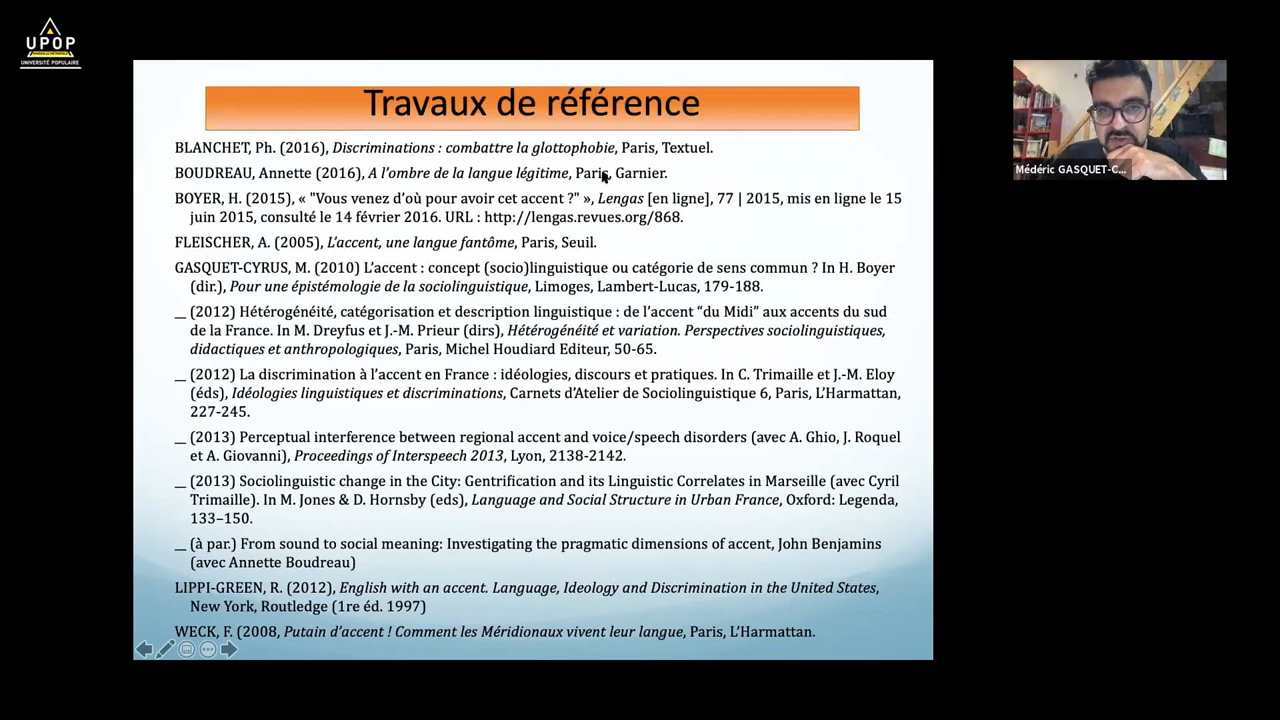 UPOP
UNIVERSITÉ POPULAIRE
Travaux de référence
BLANCHET, Ph. (2016), Discriminations : combattre la glottophobie, Paris, Textuel.
BOUDREAU, Annette (2016), A l’ombre de la langue légitime, Paris, Garnier.
BOYER, H. (2015), « "Vous venez d’où pour avoir cet accent ?" », Lengas [en ligne], 77 | 2015, mis en ligne le 15
juin 2015, consulté le 14 février 2016. URL : http://lengas.revues.org/868.
FLEISCHER, A. (2005), L’accent, une langue fantôme, Paris, Seuil.
GASQUET-CYRUS, M. (2010) L’accent : concept (socio)linguistique ou catégorie de sens commun ? In H. Boyer
(dir.), Pour une épistémologie de la sociolinguistique, Limoges, Lambert-Lucas, 179-188.
__ (2012) Hétérogénéité, catégorisation et description linguistique : de l’accent “du Midi” aux accents du sud
de la France. In M. Dreyfus et J.-M. Prieur (dirs), Hétérogénéité et variation. Perspectives sociolinguistiques,
didactiques et anthropologiques, Paris, Michel Houdiard Editeur, 50-65.
__ (2012) La discrimination à l’accent en France : idéologies, discours et pratiques. In C. Trimaille et J.-M. Eloy
(éds), Idéologies linguistiques et discriminations, Carnets d’Atelier de Sociolinguistique 6, Paris, L’Harmattan,
227-245.
__ (2013) Perceptual interference between regional accent and voice/speech disorders (avec A. Ghio, J. Roquel
et A. Giovanni), Proceedings of Interspeech 2013, Lyon, 2138-2142.
__ (2013) Sociolinguistic change in the City: Gentrification and its Linguistic Correlates in Marseille (avec Cyril
Trimaille). In M. Jones & D. Hornsby (eds), Language and Social Structure in Urban France, Oxford: Legenda,
133–150.
__ (à par.) From sound to social meaning: Investigating the pragmatic dimensions of accent, John Benjamins
(avec Annette Boudreau)
LIPPI-GREEN, R. (2012), English with an accent. Language, Ideology and Discrimination in the United States,
New York, Routledge (1re éd. 1997)
WECK, F. (2008, Putain d’accent ! Comment les Méridionaux vivent leur langue, Paris, L’Harmattan.
Médéric GASQUET-C...